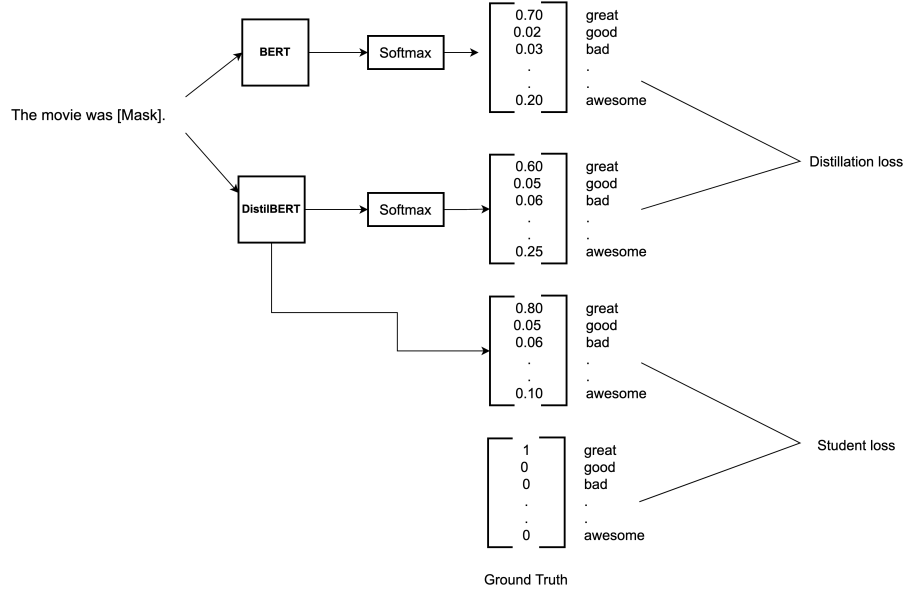 The movie was [Mask].
BERT
Softmax
0.70 great
0.02 good
0.03 bad
. .
. .
0.20 awesome
DistilBERT
Softmax
0.60 great
0.05 good
0.06 bad
. .
. .
0.25 awesome
Distillation loss
0.80 great
0.05 good
0.06 bad
. .
. .
0.10 awesome
1 great
0 good
0 bad
. .
. .
0 awesome
Student loss
Ground Truth